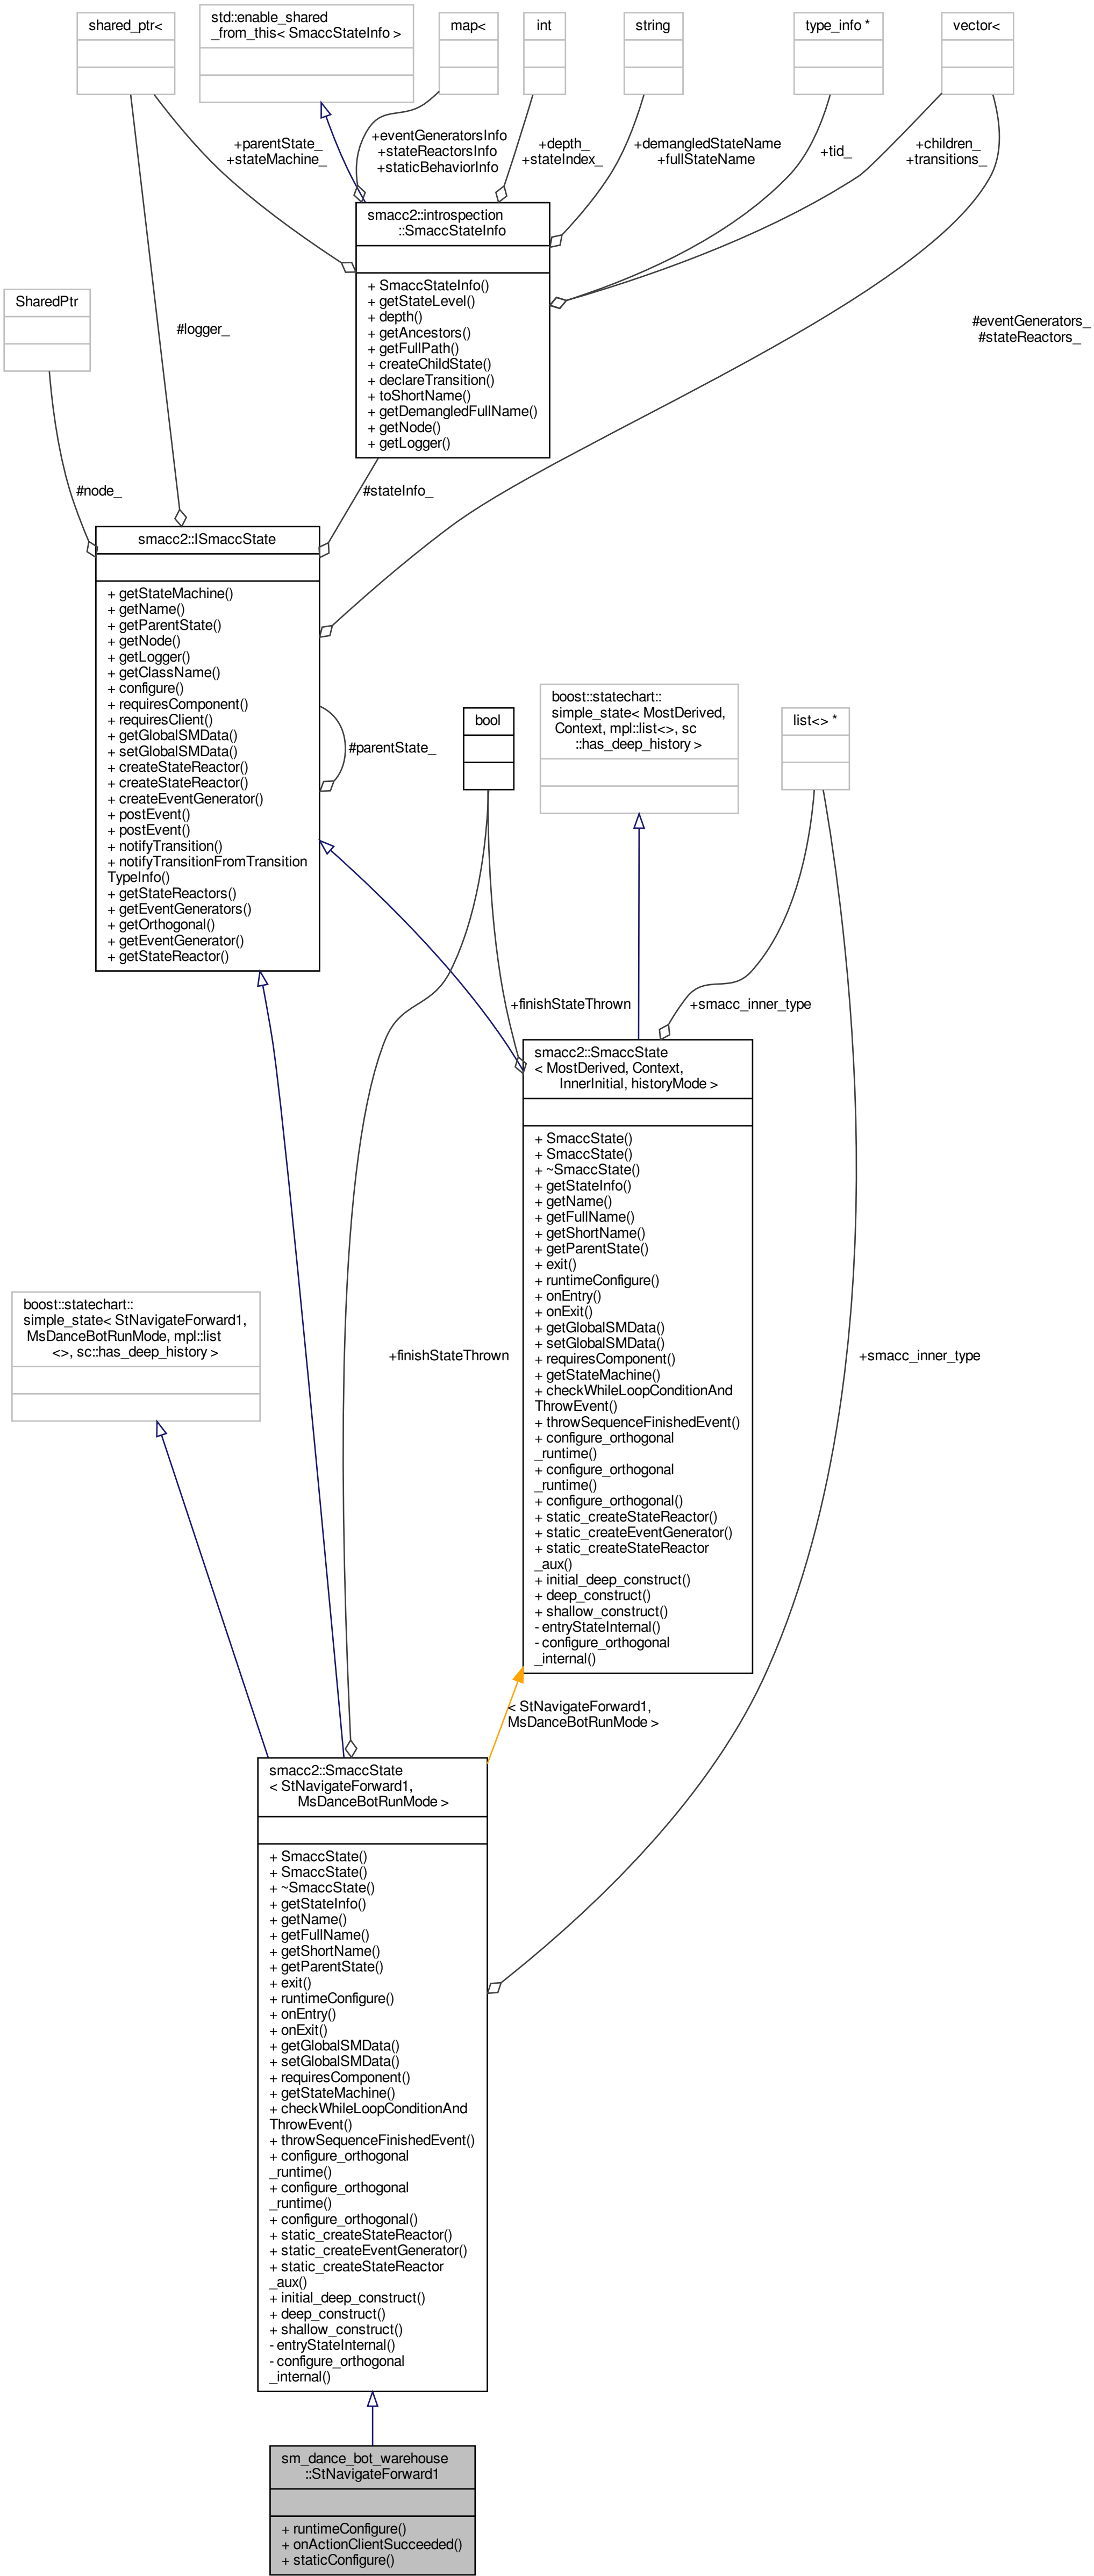 shared_ptr<
std::enable_shared
_from_this< SmaccStateInfo >
map<
int
string
type_info *
vector<
+parentState_
+stateMachine_
+eventGeneratorsInfo
+stateReactorsInfo
+staticBehaviorInfo
+depth_
+stateIndex_
+demangledStateName
+fullStateName
+tid_
+children_
+transitions_
smacc2::introspection
::SmaccStateInfo
+ SmaccStateInfo()
+ getStateLevel()
+ depth()
+ getAncestors()
+ getFullPath()
+ createChildState()
+ declareTransition()
+ toShortName()
+ getDemangledFullName()
+ getNode()
+ getLogger()
SharedPtr
#logger_
#eventGenerators_
#stateReactors_
#node_
#stateInfo_
smacc2::ISmaccState
+ getStateMachine()
+ getName()
+ getParentState()
+ getNode()
+ getLogger()
+ getClassName()
+ configure()
+ requiresComponent()
+ requiresClient()
+ getGlobalSMData()
+ setGlobalSMData()
+ createStateReactor()
+ createStateReactor()
+ createEventGenerator()
+ postEvent()
+ postEvent()
+ notifyTransition()
+ notifyTransitionFromTransition
TypeInfo()
+ getStateReactors()
+ getEventGenerators()
+ getOrthogonal()
+ getEventGenerator()
+ getStateReactor()
#parentState_
bool
boost::statechart::
simple_state< MostDerived,
Context, mpl::list<>, sc
::has_deep_history >
list<> *
+finishStateThrown
+smacc_inner_type
smacc2::SmaccState
< MostDerived, Context,
InnerInitial, historyMode >
+ SmaccState()
+ SmaccState()
+ ~SmaccState()
+ getStateInfo()
+ getName()
+ getFullName()
+ getShortName()
+ getParentState()
+ exit()
+ runtimeConfigure()
+ onEntry()
+ onExit()
+ getGlobalSMData()
+ setGlobalSMData()
+ requiresComponent()
+ getStateMachine()
+ checkWhileLoopConditionAnd
ThrowEvent()
+ throwSequenceFinishedEvent()
+ configure_orthogonal
_runtime()
+ configure_orthogonal
_runtime()
+ configure_orthogonal()
+ static_createStateReactor()
+ static_createEventGenerator()
+ static_createStateReactor
_aux()
+ initial_deep_construct()
+ deep_construct()
+ shallow_construct()
- entryStateInternal()
- configure_orthogonal
_internal()
boost::statechart::
simple_state< StNavigateForward1,
MsDanceBotRunMode, mpl::list
<>, sc::has_deep_history >
+finishStateThrown
+smacc_inner_type
< StNavigateForward1,
MsDanceBotRunMode >
smacc2::SmaccState
< StNavigateForward1,
MsDanceBotRunMode >
+ SmaccState()
+ SmaccState()
+ ~SmaccState()
+ getStateInfo()
+ getName()
+ getFullName()
+ getShortName()
+ getParentState()
+ exit()
+ runtimeConfigure()
+ onEntry()
+ onExit()
+ getGlobalSMData()
+ setGlobalSMData()
+ requiresComponent()
+ getStateMachine()
+ checkWhileLoopConditionAnd
ThrowEvent()
+ throwSequenceFinishedEvent()
+ configure_orthogonal
_runtime()
+ configure_orthogonal
_runtime()
+ configure_orthogonal()
+ static_createStateReactor()
+ static_createEventGenerator()
+ static_createStateReactor
_aux()
+ initial_deep_construct()
+ deep_construct()
+ shallow_construct()
- entryStateInternal()
- configure_orthogonal
_internal()
sm_dance_bot_warehouse
::StNavigateForward1
+ runtimeConfigure()
+ onActionClientSucceeded()
+ staticConfigure()